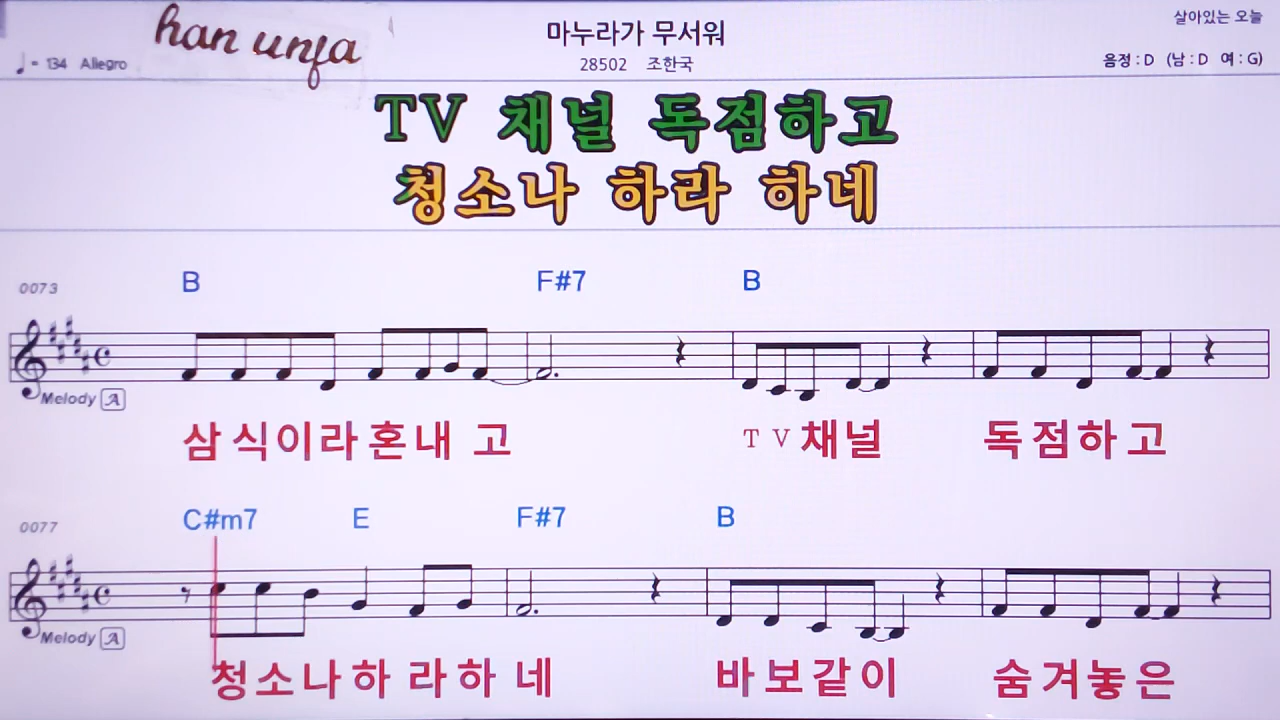 살아있는 오늘
han unfa
마누라가 무서워
♩= 134 Allegro
28502 조한국
음정 : D (남 : D 여 : G)
TV 채널 독점하고
청소나 하라 하네
0073 B F#7 B
Melody A
삼식이라혼내 고 TV채널 독점하고
0077 C#m7 E F#7 B
Melody A
청소나하 라하 네 바보같이 숨겨놓은